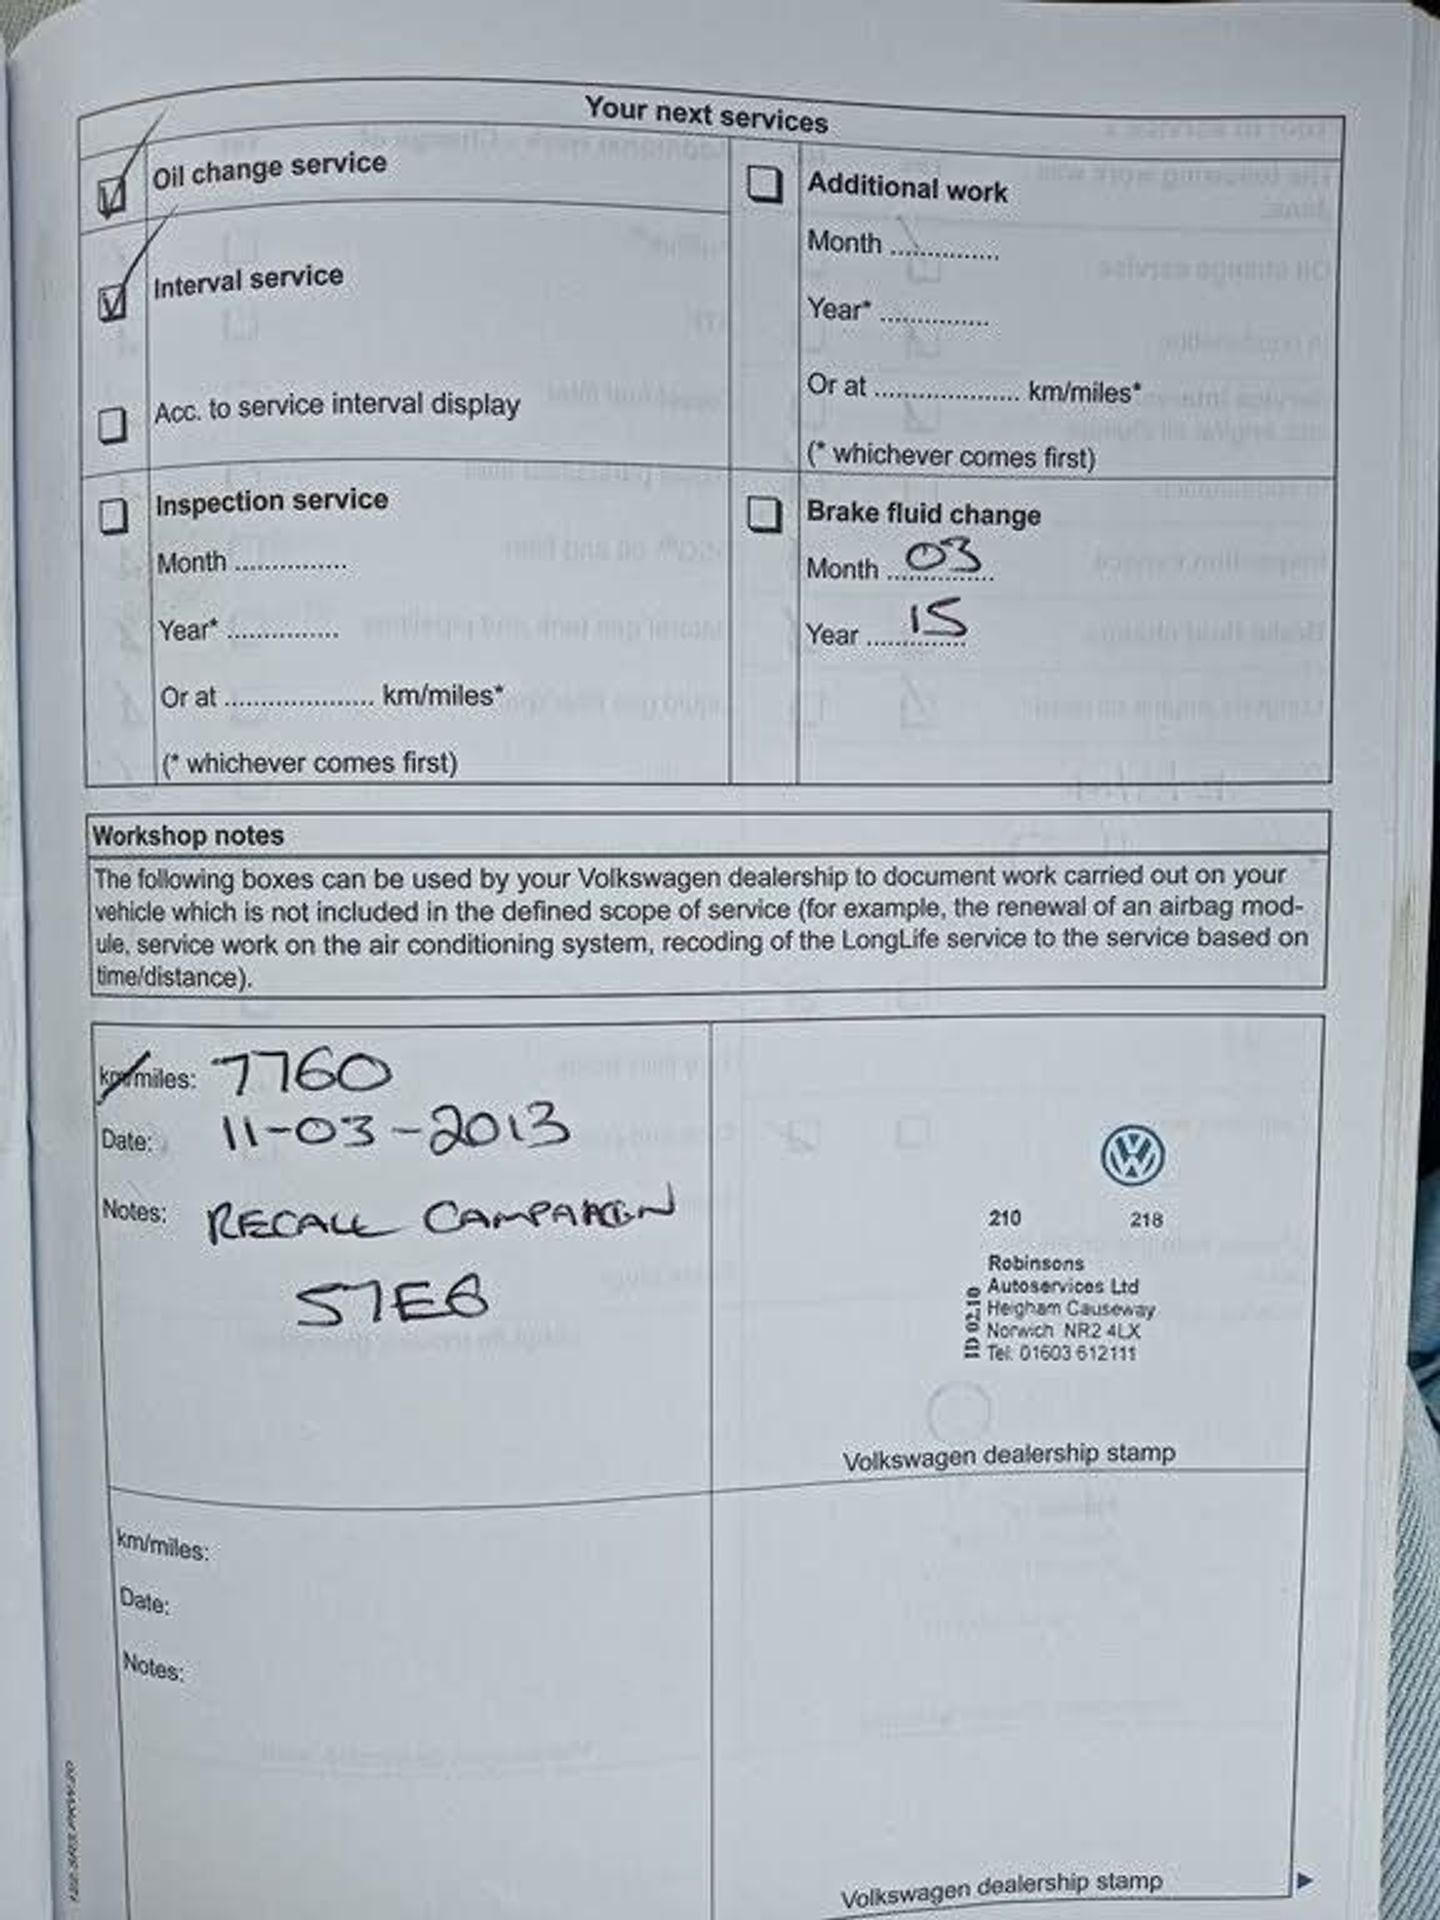 Your next services
Oil change service
Interval service
Acc. to service interval display
Inspection service
Month ...............
Year* ...............
Or at .................... km/miles*
(* whichever comes first)
Additional work
Month ...............
Year* ...............
Or at .................... km/miles*
(* whichever comes first)
Brake fluid change
Month 03
Year 15
Workshop notes
The following boxes can be used by your Volkswagen dealership to document work carried out on your
vehicle which is not included in the defined scope of service (for example, the renewal of an airbag mod-
ule, service work on the air conditioning system, recoding of the LongLife service to the service based on
time/distance).
km/miles: 7760
Date: 11-03-2013
Notes: RECALL CAMPAIGN
57E6
210 218
Robinsons
Autoservices Ltd
Heigham Causeway
Norwich NR2 4LX
Tel: 01603 612111
ID 02.10
Volkswagen dealership stamp
km/miles:
Date:
Notes:
Volkswagen dealership stamp